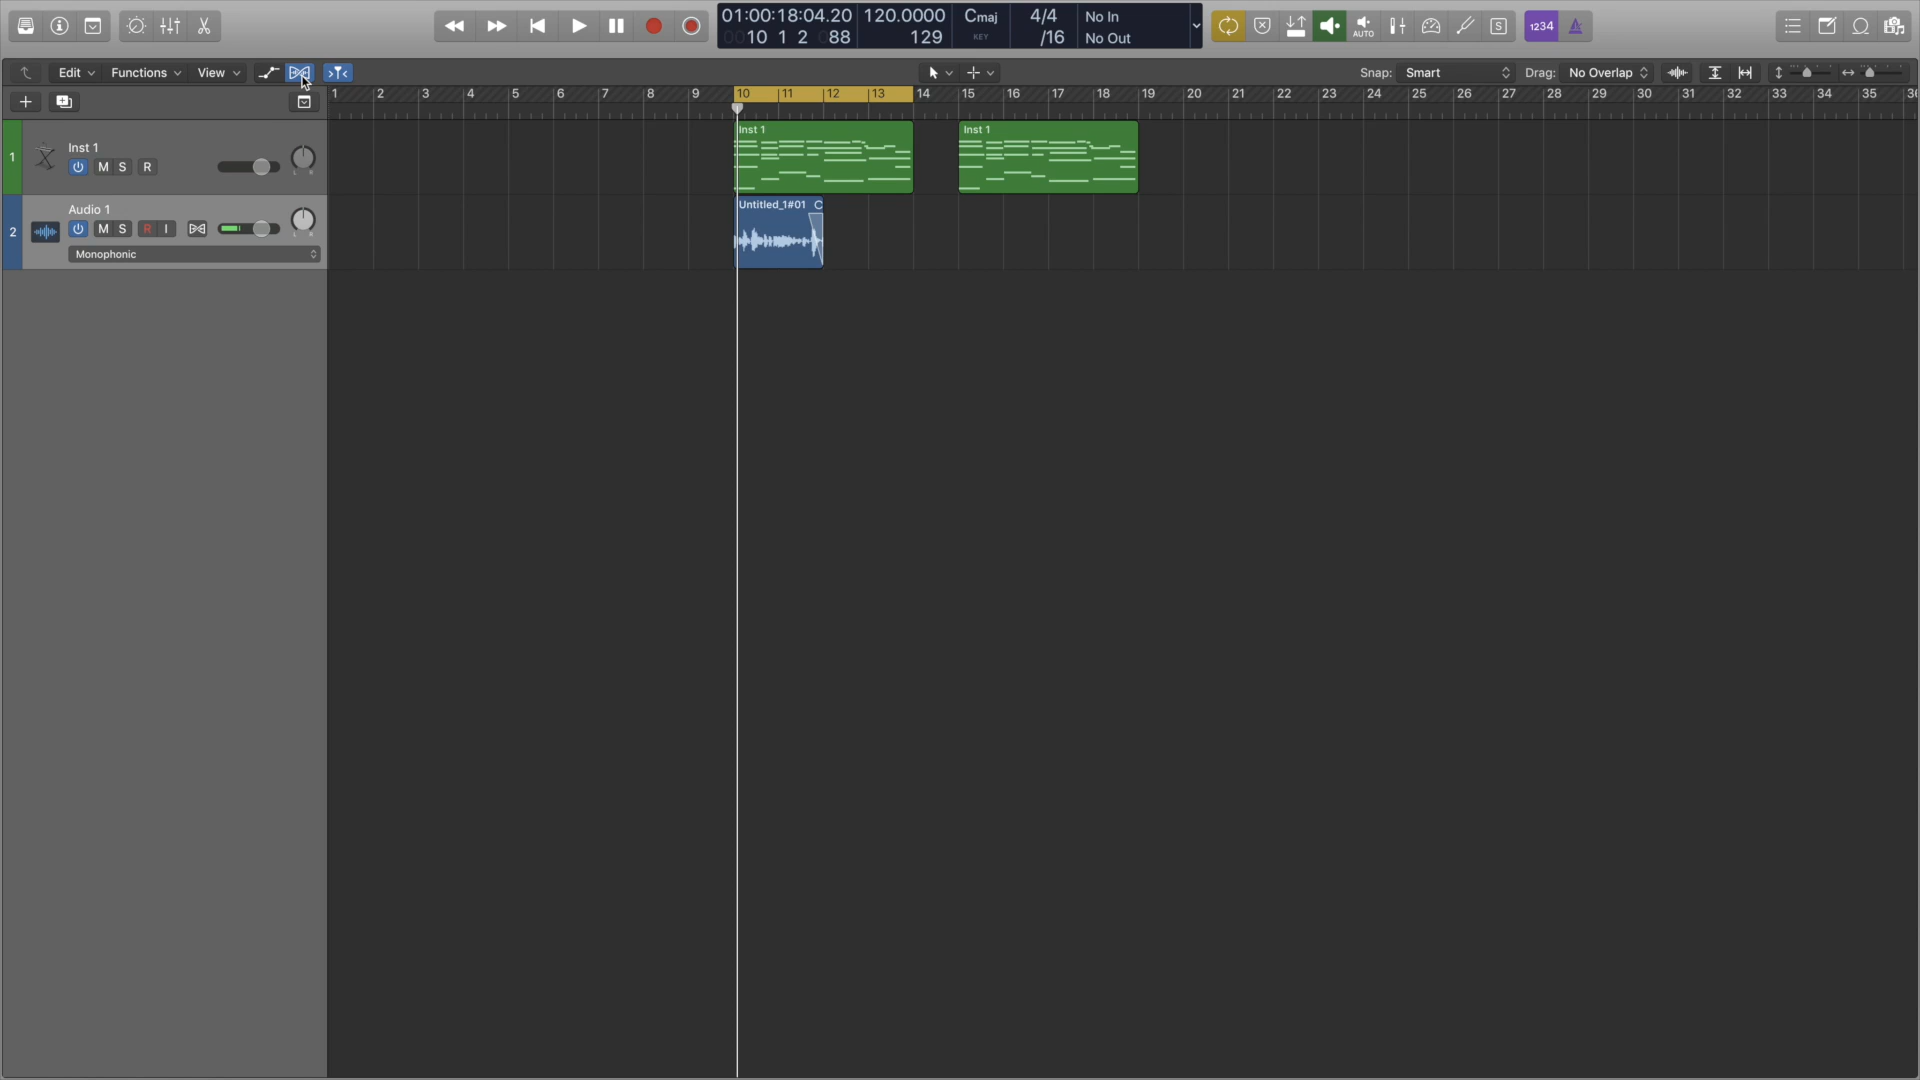 01:00:18:04.20 120.0000 Cmaj 4/4 No In
0010 1 2 088 129 KEY /16 No Out
AUTO
S
1234
Edit Functions View
Snap: Smart Drag: No Overlap
1 2 3 4 5 6 7 8 9 10 11 12 13 14 15 16 17 18 19 20 21 22 23 24 25 26 27 28 29 30 31 32 33 34 35
1 Inst 1
M S R
L R
Inst 1
Inst 1
2 Audio 1
M S R I
L R
Monophonic
Untitled_1#01